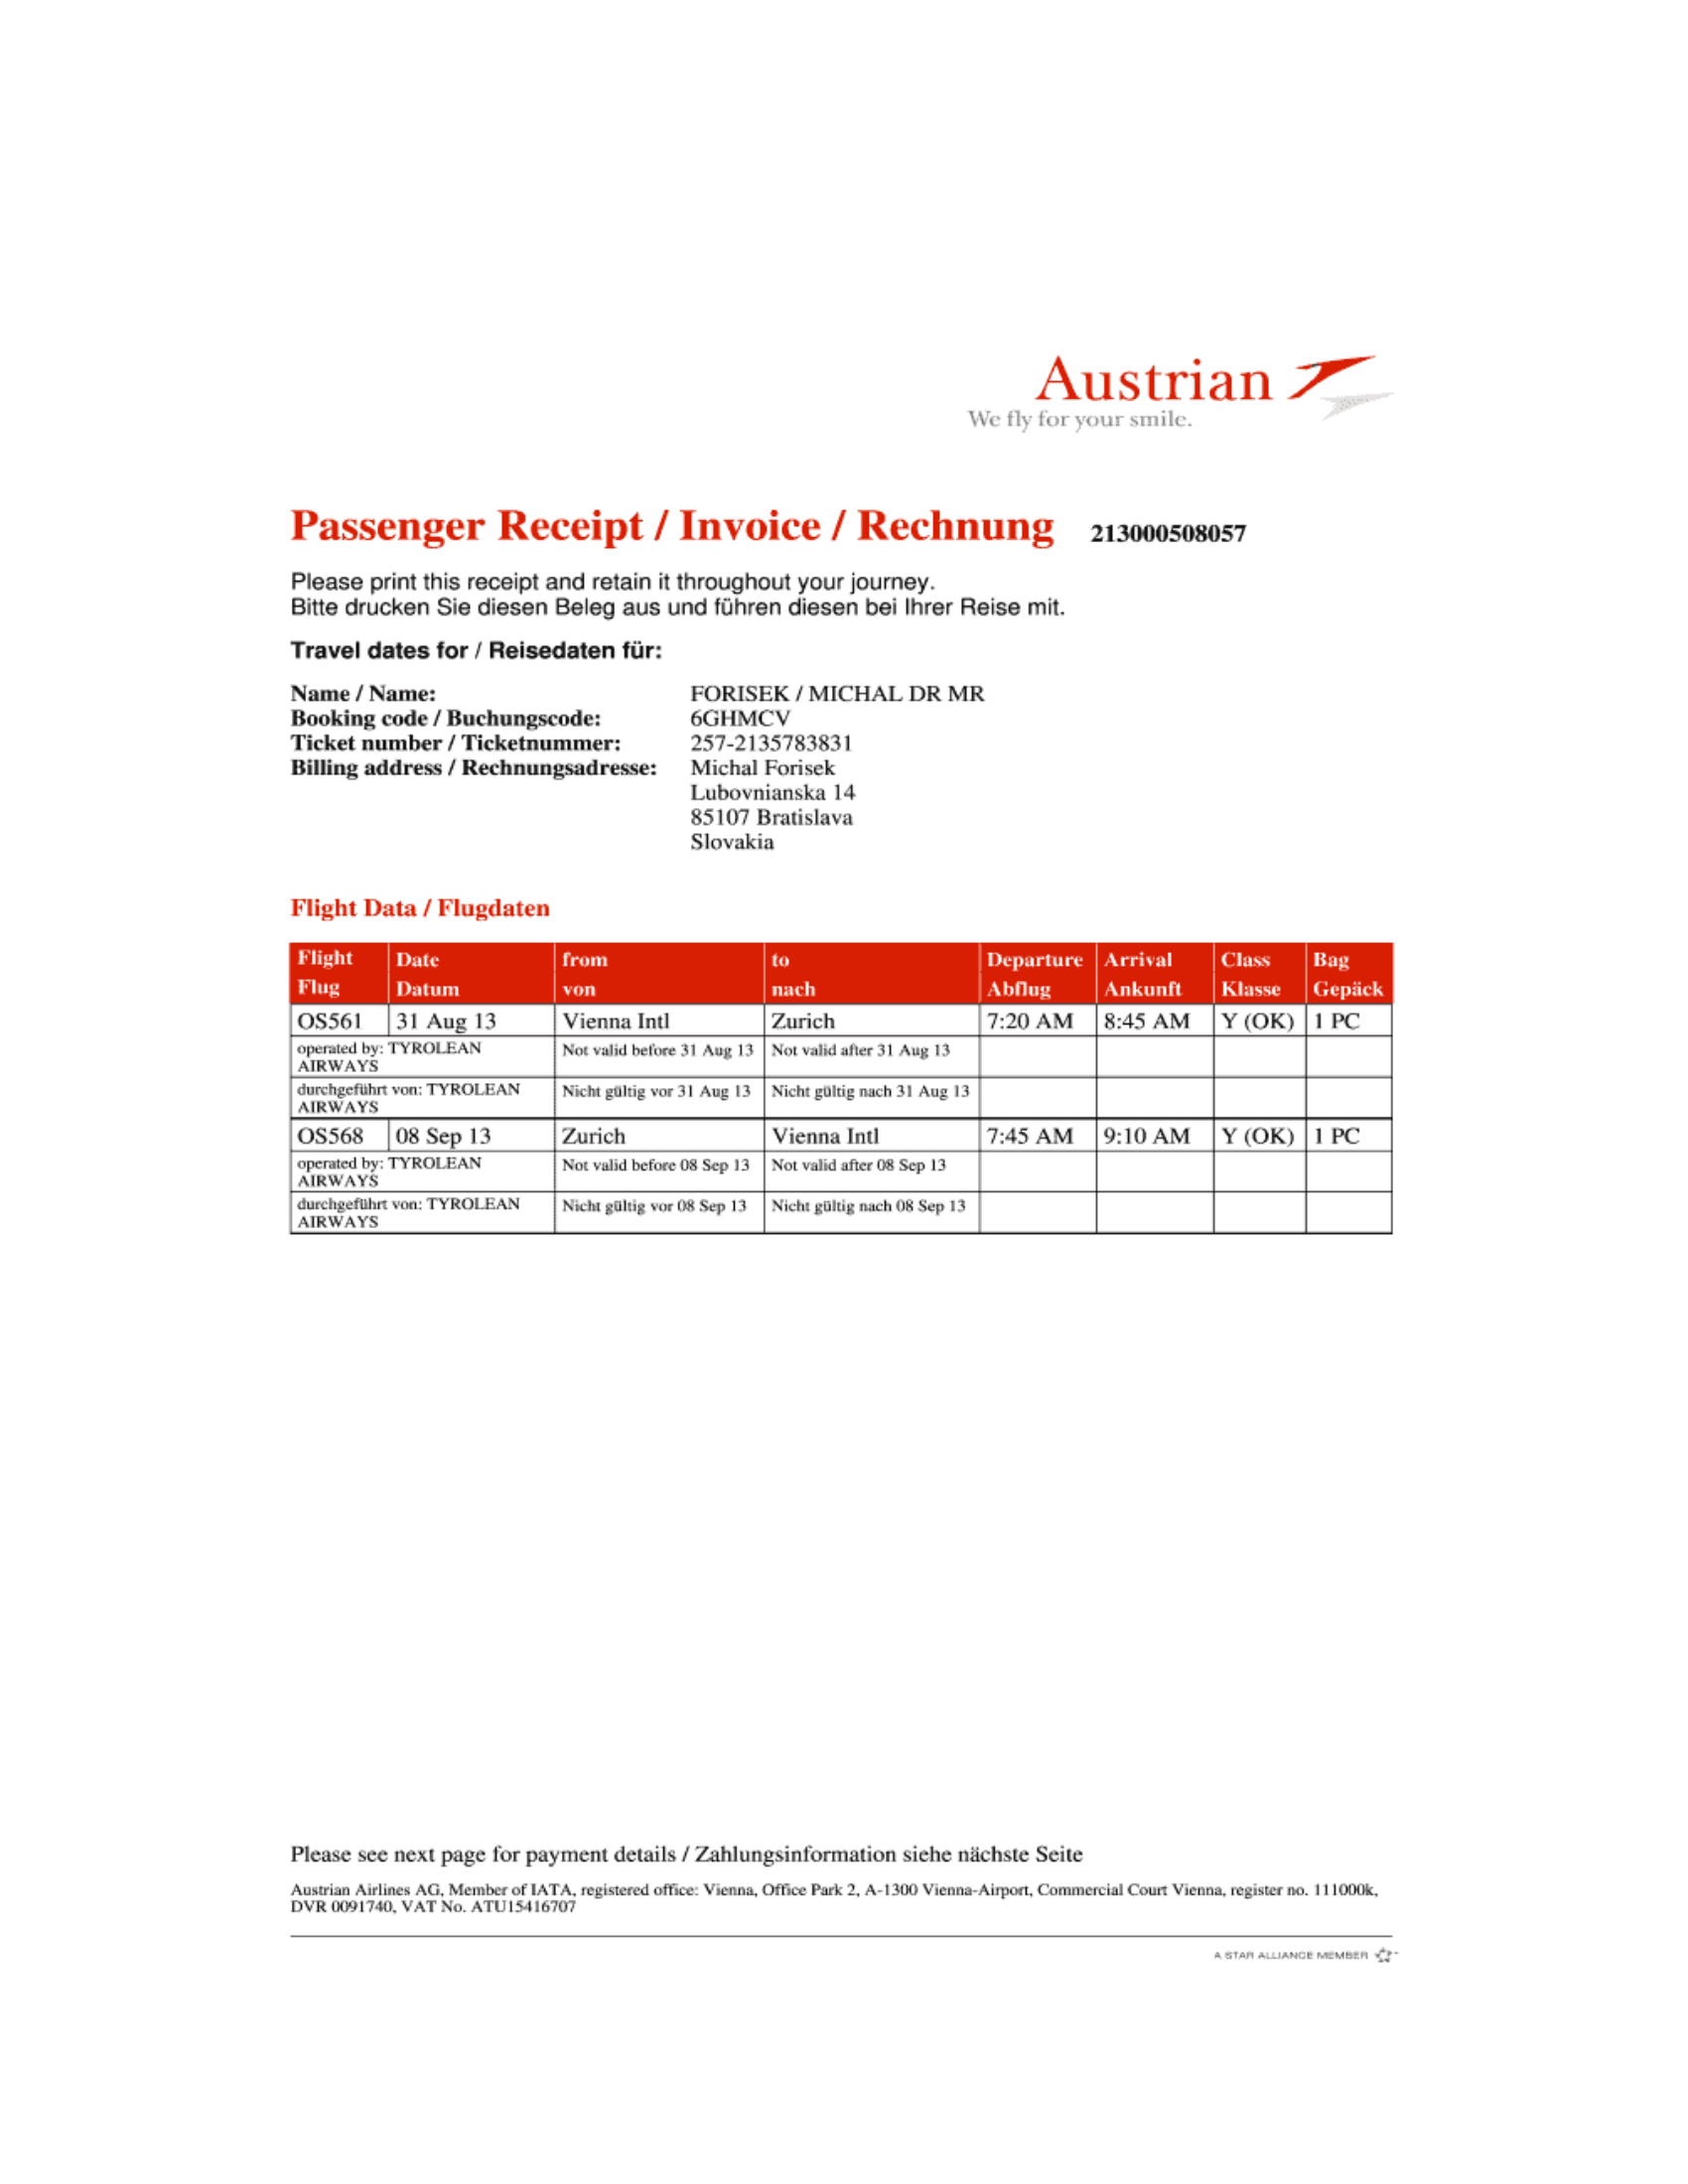 Austrian
We fly for your smile.
Passenger Receipt / Invoice / Rechnung 213000508057
Please print this receipt and retain it throughout your journey.
Bitte drucken Sie diesen Beleg aus und führen diesen bei Ihrer Reise mit.
Travel dates for / Reisedaten für:
Name / Name: FORISEK / MICHAL DR MR
Booking code / Buchungscode: 6GHMCV
Ticket number / Ticketnummer: 257-2135783831
Billing address / Rechnungsadresse: Michal Forisek
Lubovnianska 14
85107 Bratislava
Slovakia
Flight Data / Flugdaten
Flight Date from to Departure Arrival Class Bag
Flug Datum von nach Abflug Ankunft Klasse Gepäck
OS561 31 Aug 13 Vienna Intl Zurich 7:20 AM 8:45 AM Y (OK) 1 PC
operated by: TYROLEAN AIRWAYS Not valid before 31 Aug 13 Not valid after 31 Aug 13
durchgeführt von: TYROLEAN AIRWAYS Nicht gültig vor 31 Aug 13 Nicht gültig nach 31 Aug 13
OS568 08 Sep 13 Zurich Vienna Intl 7:45 AM 9:10 AM Y (OK) 1 PC
operated by: TYROLEAN AIRWAYS Not valid before 08 Sep 13 Not valid after 08 Sep 13
durchgeführt von: TYROLEAN AIRWAYS Nicht gültig vor 08 Sep 13 Nicht gültig nach 08 Sep 13
Please see next page for payment details / Zahlungsinformation siehe nächste Seite
Austrian Airlines AG, Member of IATA, registered office: Vienna, Office Park 2, A-1300 Vienna-Airport, Commercial Court Vienna, register no. 111000k,
DVR 0091740, VAT No. ATU15416707
A STAR ALLIANCE MEMBER